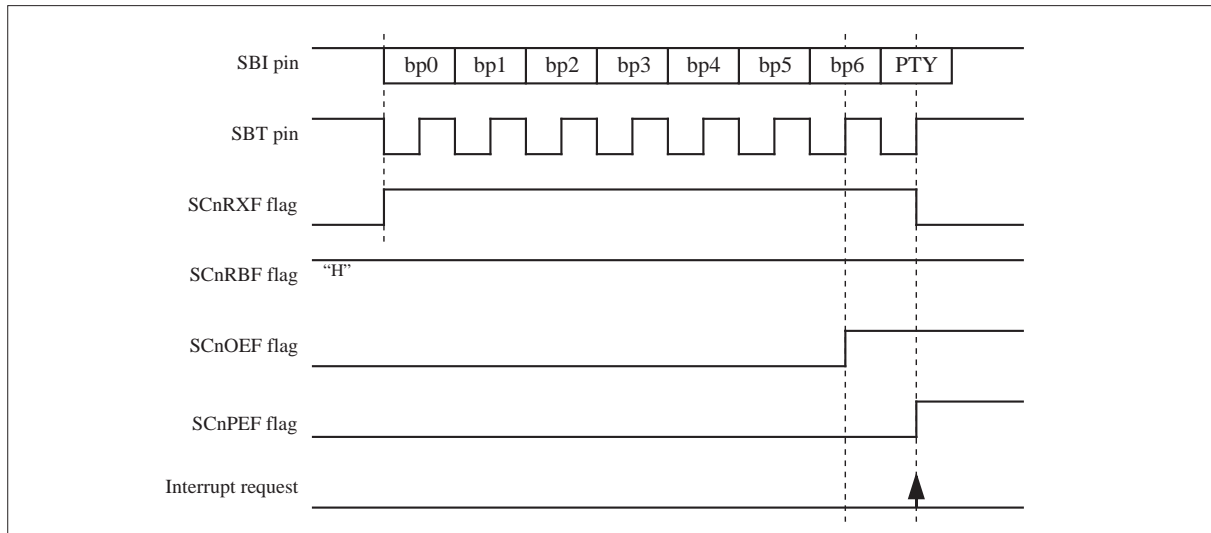 SBI pin
bp0 bp1 bp2 bp3 bp4 bp5 bp6 PTY
SBT pin
SCnRXF flag
SCnRBF flag “H”
SCnOEF flag
SCnPEF flag
Interrupt request